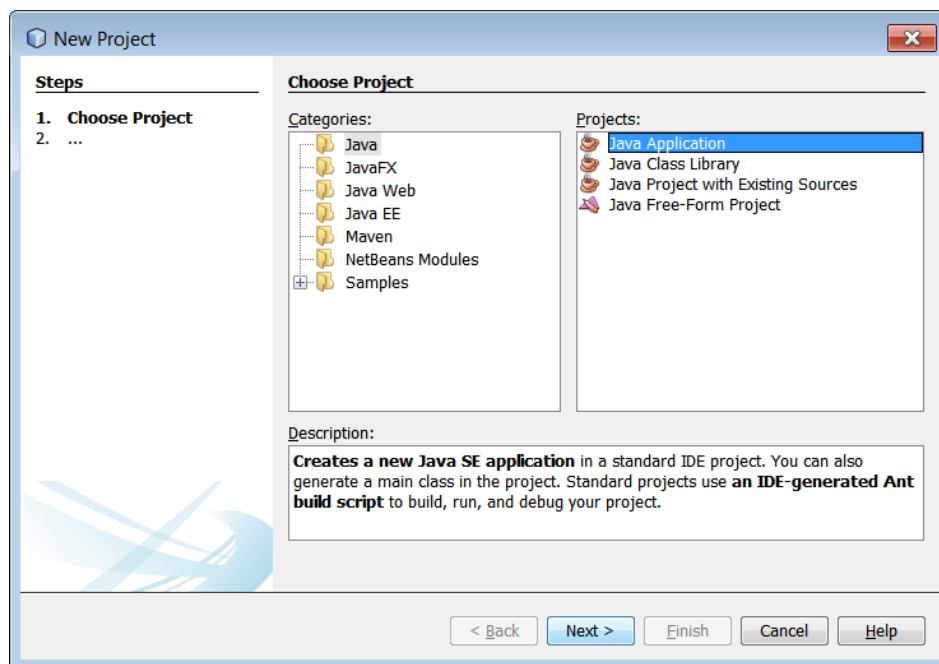 New Project
Steps
1. Choose Project
2. ...
Choose Project
Categories:
Java
JavaFX
Java Web
Java EE
Maven
NetBeans Modules
Samples
Projects:
Java Application
Java Class Library
Java Project with Existing Sources
Java Free-Form Project
Description:
Creates a new Java SE application in a standard IDE project. You can also
generate a main class in the project. Standard projects use an IDE-generated Ant
build script to build, run, and debug your project.
< Back
Next >
Finish
Cancel
Help